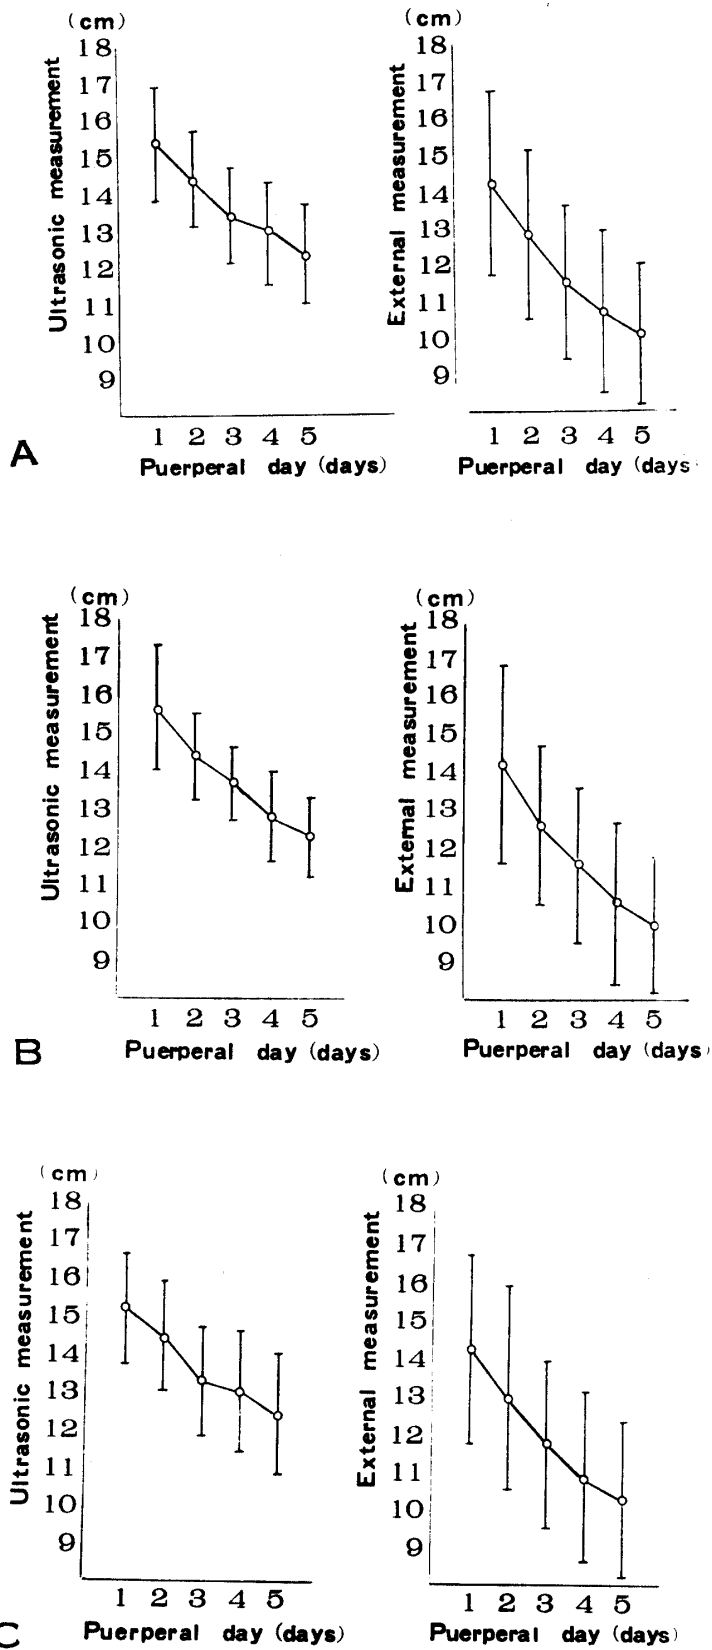 (cm)
18
17
16
15
14
13
12
11
10
9
Ultrasonic measurement
1 2 3 4 5
Puerperal day (days)
(cm)
18
17
16
15
14
13
12
11
10
9
External measurement
1 2 3 4 5
Puerperal day (days
A
(cm)
18
17
16
15
14
13
12
11
10
9
Ultrasonic measurement
1 2 3 4 5
Puerperal day (days)
(cm)
18
17
16
15
14
13
12
11
10
9
External measurement
1 2 3 4 5
Puerperal day (days)
B
(cm)
18
17
16
15
14
13
12
11
10
9
Ultrasonic measurement
1 2 3 4 5
Puerperal day (days)
(cm)
18
17
16
15
14
13
12
11
10
9
External measurement
1 2 3 4 5
Puerperal day (days)
C